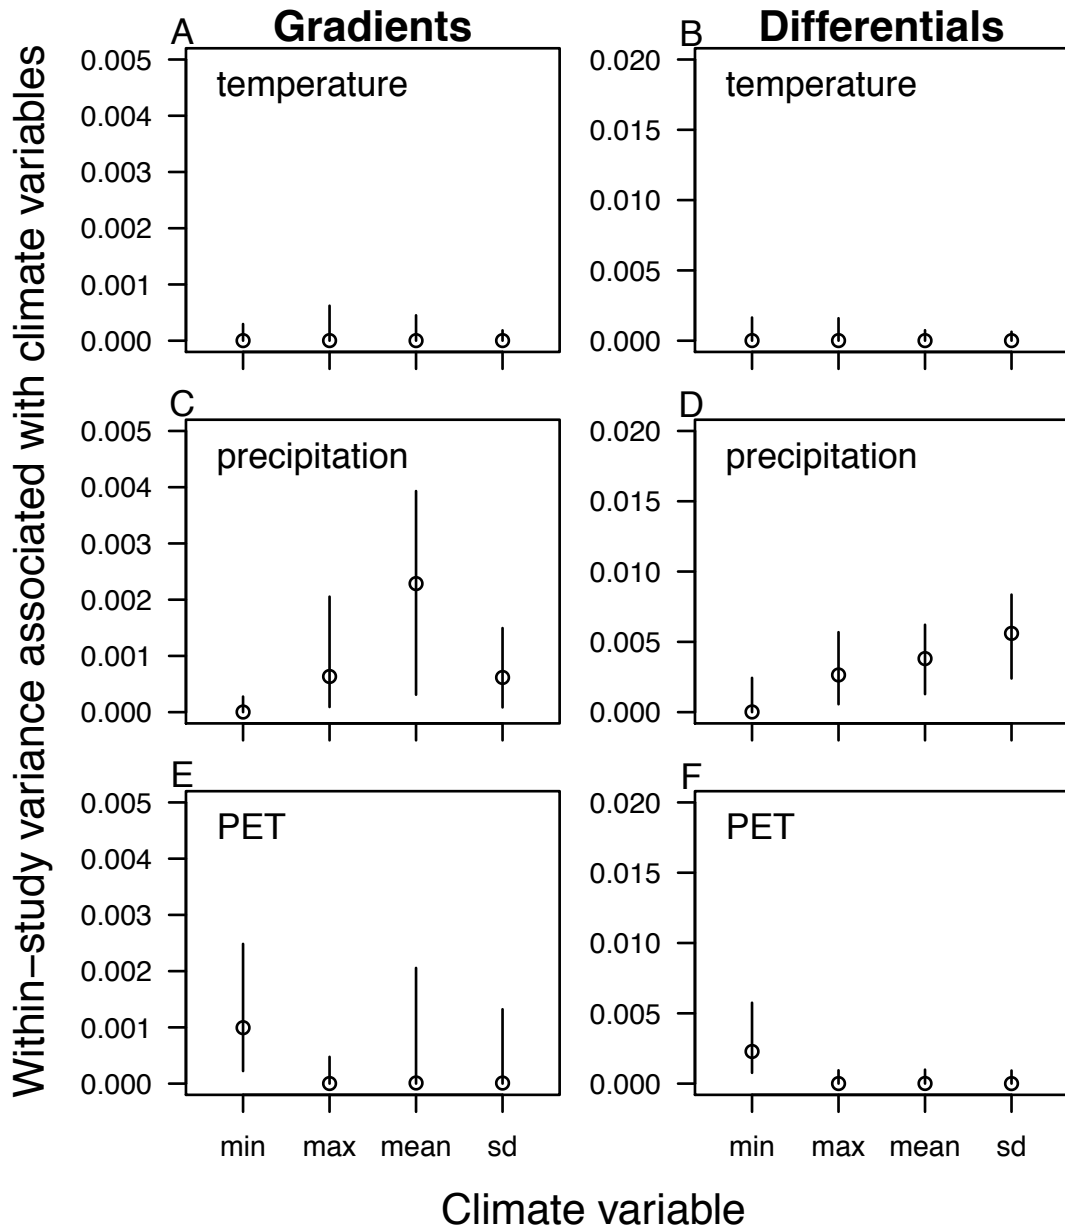 A Gradients
B Differentials
Within−study variance associated with climate variables
temperature
0.005
0.004
0.003
0.002
0.001
0.000
temperature
0.020
0.015
0.010
0.005
0.000
C
precipitation
0.005
0.004
0.003
0.002
0.001
0.000
D
precipitation
0.020
0.015
0.010
0.005
0.000
E
PET
0.005
0.004
0.003
0.002
0.001
0.000
min max mean sd
F
PET
0.020
0.015
0.010
0.005
0.000
min max mean sd
Climate variable